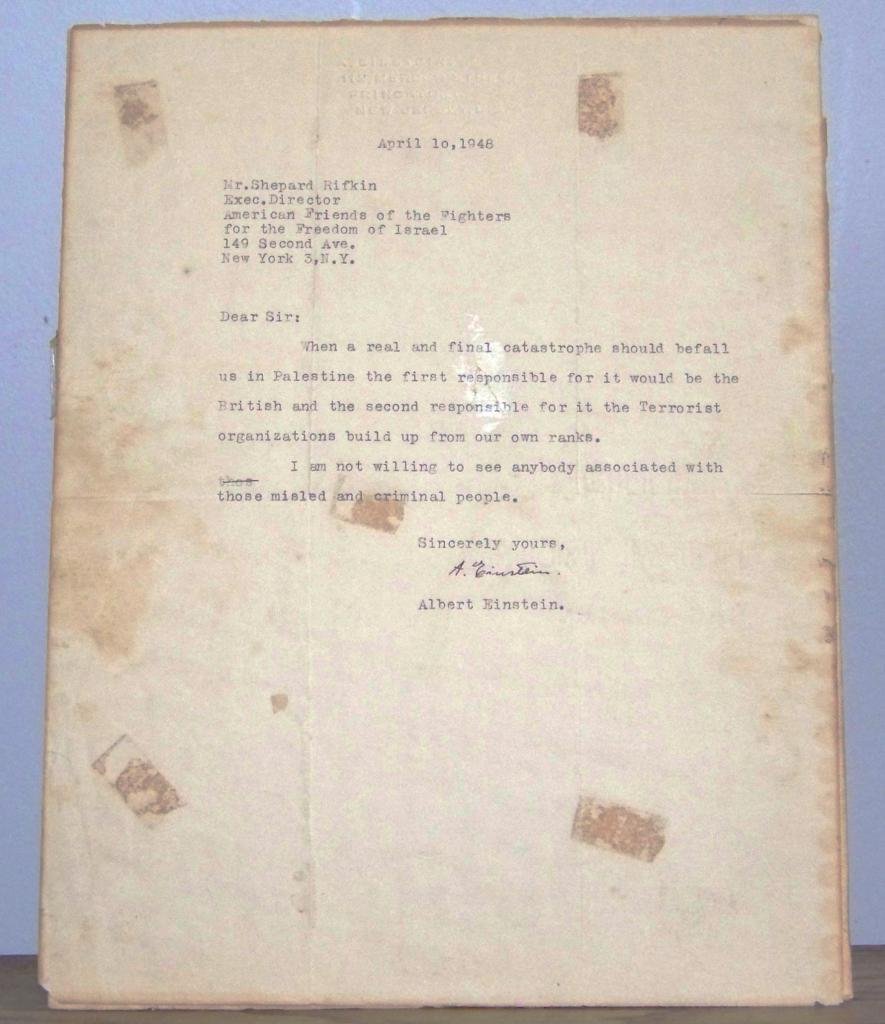 PRINCETON
NEW JERSEY, U.S.A.
April 1o,1948
Mr.Shepard Rifkin
Exec.Director
American Friends of the Fighters
for the Freedom of Israel
149 Second Ave.
New York 3,N.Y.
Dear Sir:
When a real and final catastrophe should befall
us in Palestine the first responsible for it would be the
British and the second responsible for it the Terrorist
organizations build up from our own ranks.
I am not willing to see anybody associated with
those misled and criminal people.
Sincerely yours,
A. Einstein.
Albert Einstein.